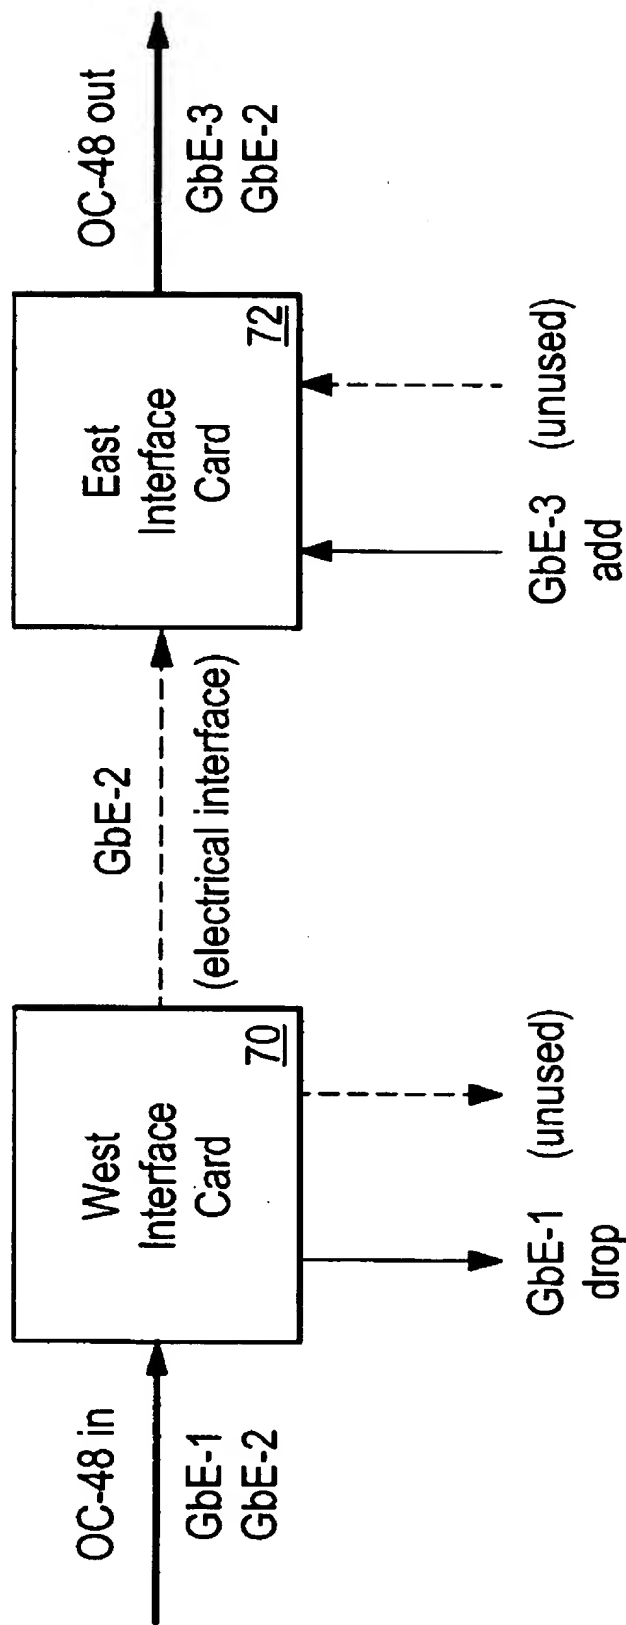 OC-48 in
GbE-1
GbE-2
West
Interface
Card
70
GbE-1
drop
(unused)
GbE-2
(electrical interface)
East
Interface
Card
72
GbE-3
add
(unused)
OC-48 out
GbE-3
GbE-2